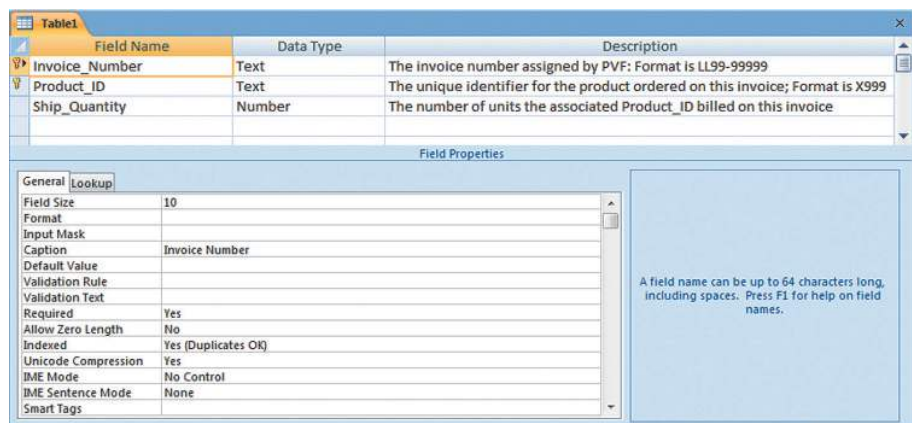 Table1
Field Name Data Type Description
Invoice_Number Text The invoice number assigned by PVF: Format is LL99-99999
Product_ID Text The unique identifier for the product ordered on this invoice; Format is X999
Ship_Quantity Number The number of units the associated Product_ID billed on this invoice
Field Properties
General Lookup
Field Size 10
Format
Input Mask
Caption Invoice Number
Default Value
Validation Rule
Validation Text
Required Yes
Allow Zero Length No
Indexed Yes (Duplicates OK)
Unicode Compression Yes
IME Mode No Control
IME Sentence Mode None
Smart Tags
A field name can be up to 64 characters long,
including spaces. Press F1 for help on field
names.